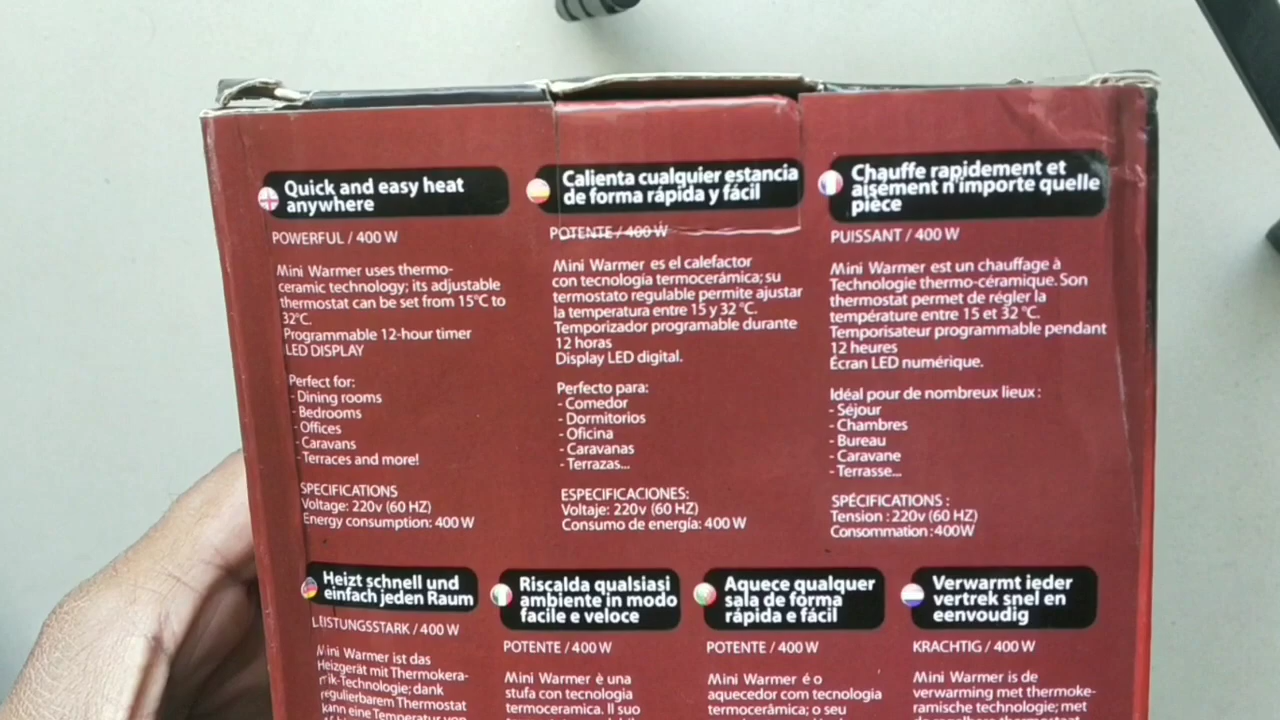 Quick and easy heat
anywhere
POWERFUL / 400 W
Mini Warmer uses thermo-
ceramic technology; its adjustable
thermostat can be set from 15°C to
32°C.
Programmable 12-hour timer
LED DISPLAY
Perfect for:
- Dining rooms
- Bedrooms
- Offices
- Caravans
- Terraces and more!
SPECIFICATIONS
Voltage: 220v (60 HZ)
Energy consumption: 400 W
Calienta cualquier estancia
de forma rápida y fácil
POTENTE / 400 W
Mini Warmer es el calefactor
con tecnología termocerámica; su
termostato regulable permite ajustar
la temperatura entre 15 y 32 °C.
Temporizador programable durante
12 horas
Display LED digital.
Perfecto para:
- Comedor
- Dormitorios
- Oficina
- Caravanas
- Terrazas...
ESPECIFICACIONES:
Voltaje: 220v (60 HZ)
Consumo de energía: 400 W
Chauffe rapidement et
aisément n'importe quelle
pièce
PUISSANT / 400 W
Mini Warmer est un chauffage à
Technologie thermo-céramique. Son
thermostat permet de régler la
température entre 15 et 32 °C.
Temporisateur programmable pendant
12 heures
Écran LED numérique.
Idéal pour de nombreux lieux :
- Séjour
- Chambres
- Bureau
- Caravane
- Terrasse...
SPÉCIFICATIONS :
Tension : 220v (60 HZ)
Consommation : 400W
Heizt schnell und
einfach jeden Raum
LEISTUNGSSTARK / 400 W
Mini Warmer ist das
Heizgerät mit Thermokera-
mik-Technologie; dank
regulierbarem Thermostat
kann eine Temperatur von
Riscalda qualsiasi
ambiente in modo
facile e veloce
POTENTE / 400 W
Mini Warmer è una
stufa con tecnologia
termoceramica. Il suo
Aquece qualquer
sala de forma
rápida e fácil
POTENTE / 400 W
Mini Warmer é o
aquecedor com tecnologia
termocerâmica; o seu
Verwarmt ieder
vertrek snel en
eenvoudig
KRACHTIG / 400 W
Mini Warmer is de
verwarming met thermoke-
ramische technologie; met